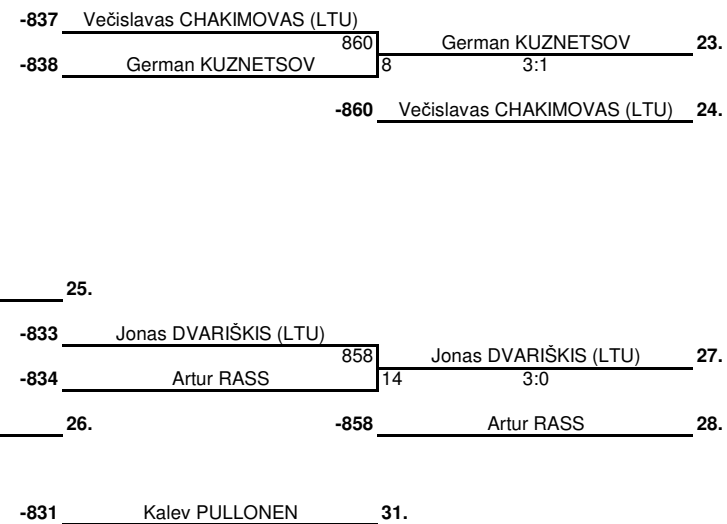 -837 Večislavas CHAKIMOVAS (LTU)
860 German KUZNETSOV 23.
-838 German KUZNETSOV 8 3:1
-860 Večislavas CHAKIMOVAS (LTU) 24.
25.
-833 Jonas DVARIŠKIS (LTU)
858 Jonas DVARIŠKIS (LTU) 27.
-834 Artur RASS 14 3:0
26. -858 Artur RASS 28.
-831 Kalev PULLONEN 31.